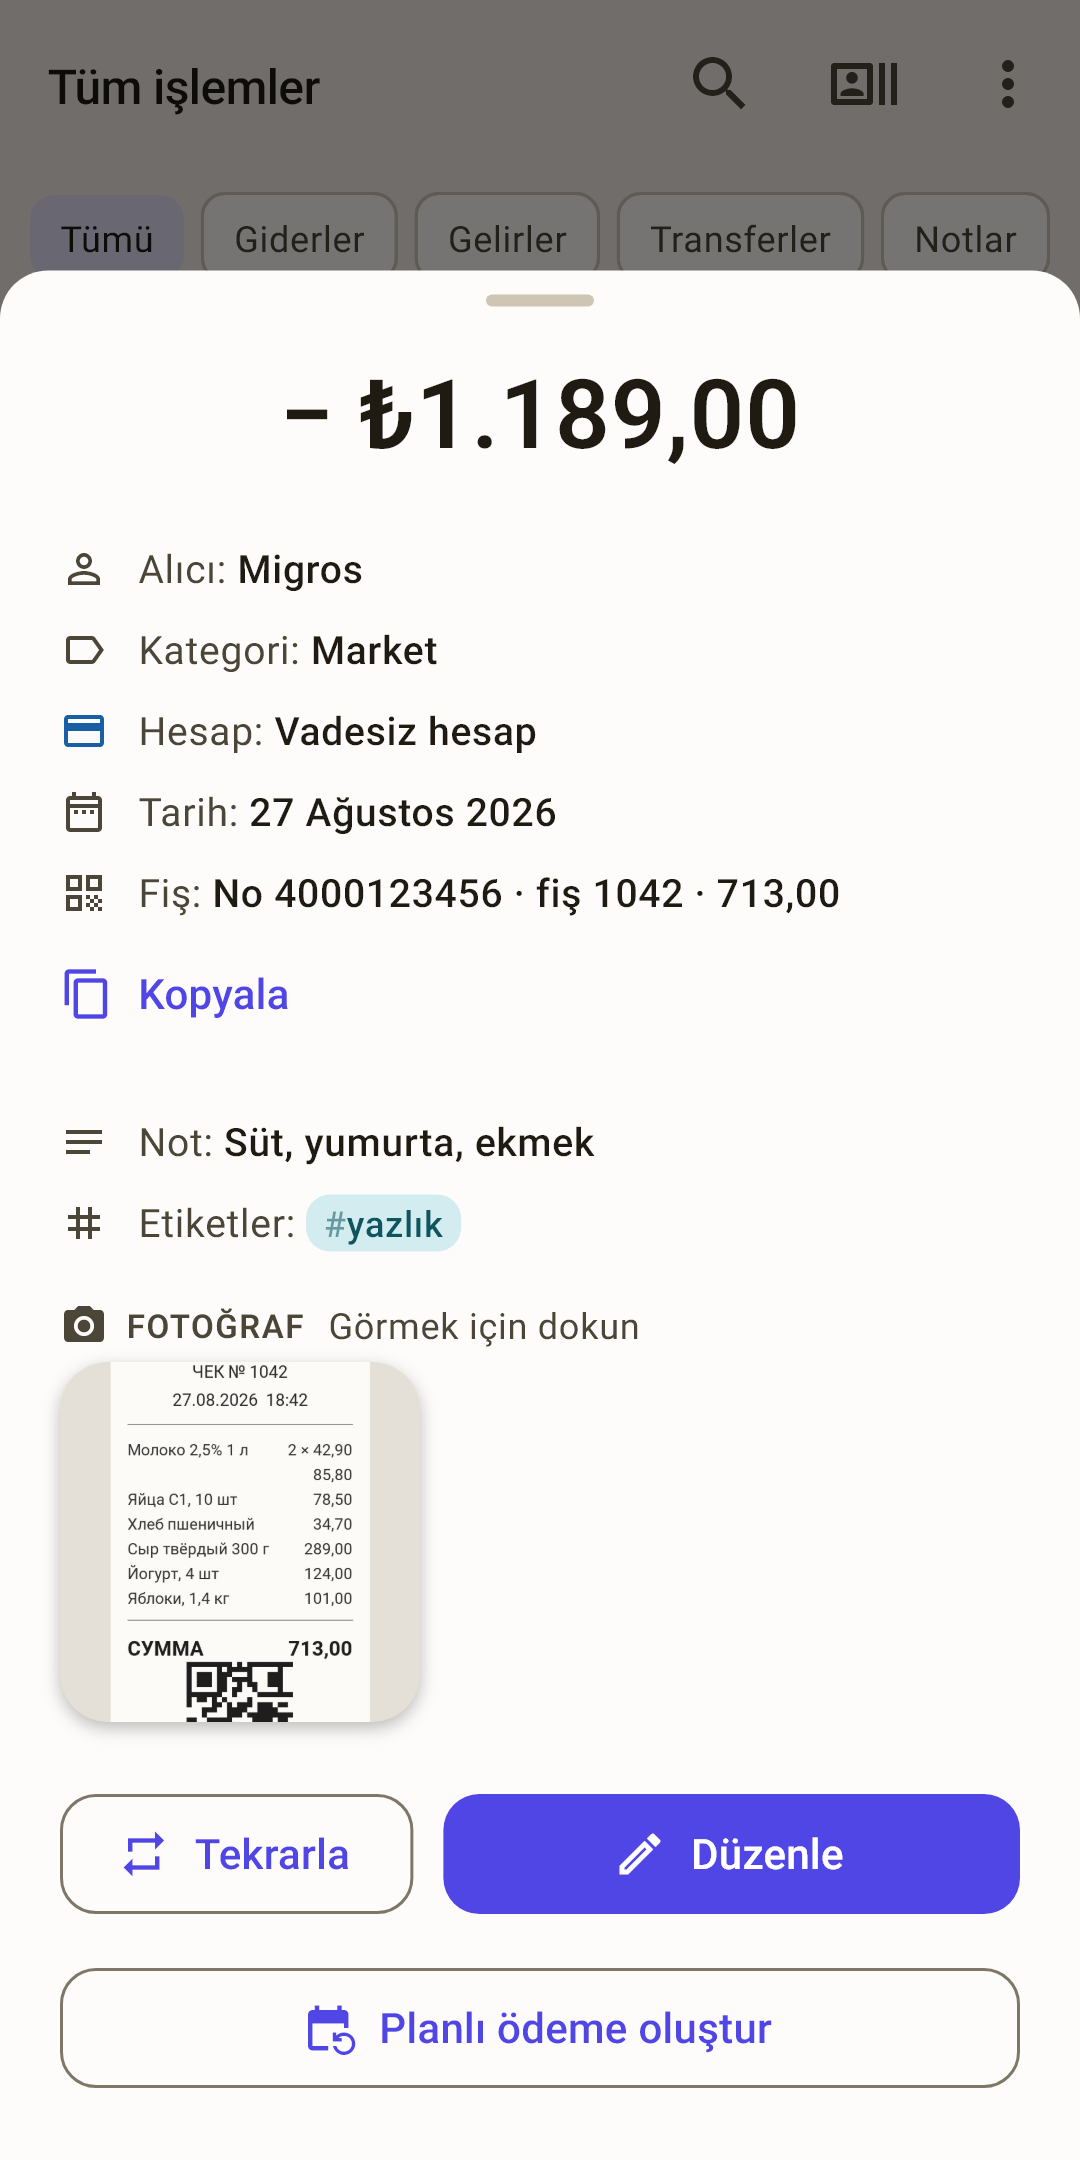 Tüm işlemler
Tümü Giderler Gelirler Transferler Notlar
– ₺1.189,00
Alıcı: Migros
Kategori: Market
Hesap: Vadesiz hesap
Tarih: 27 Ağustos 2026
Fiş: No 4000123456 · fiş 1042 · 713,00
Kopyala
Not: Süt, yumurta, ekmek
Etiketler: #yazlık
FOTOĞRAF Görmek için dokun
ЧЕК № 1042
27.08.2026 18:42
Молоко 2,5% 1 л 2 × 42,90
85,80
Яйца С1, 10 шт 78,50
Хлеб пшеничный 34,70
Сыр твёрдый 300 г 289,00
Йогурт, 4 шт 124,00
Яблоки, 1,4 кг 101,00
СУММА 713,00
Tekrarla
Düzenle
Planlı ödeme oluştur